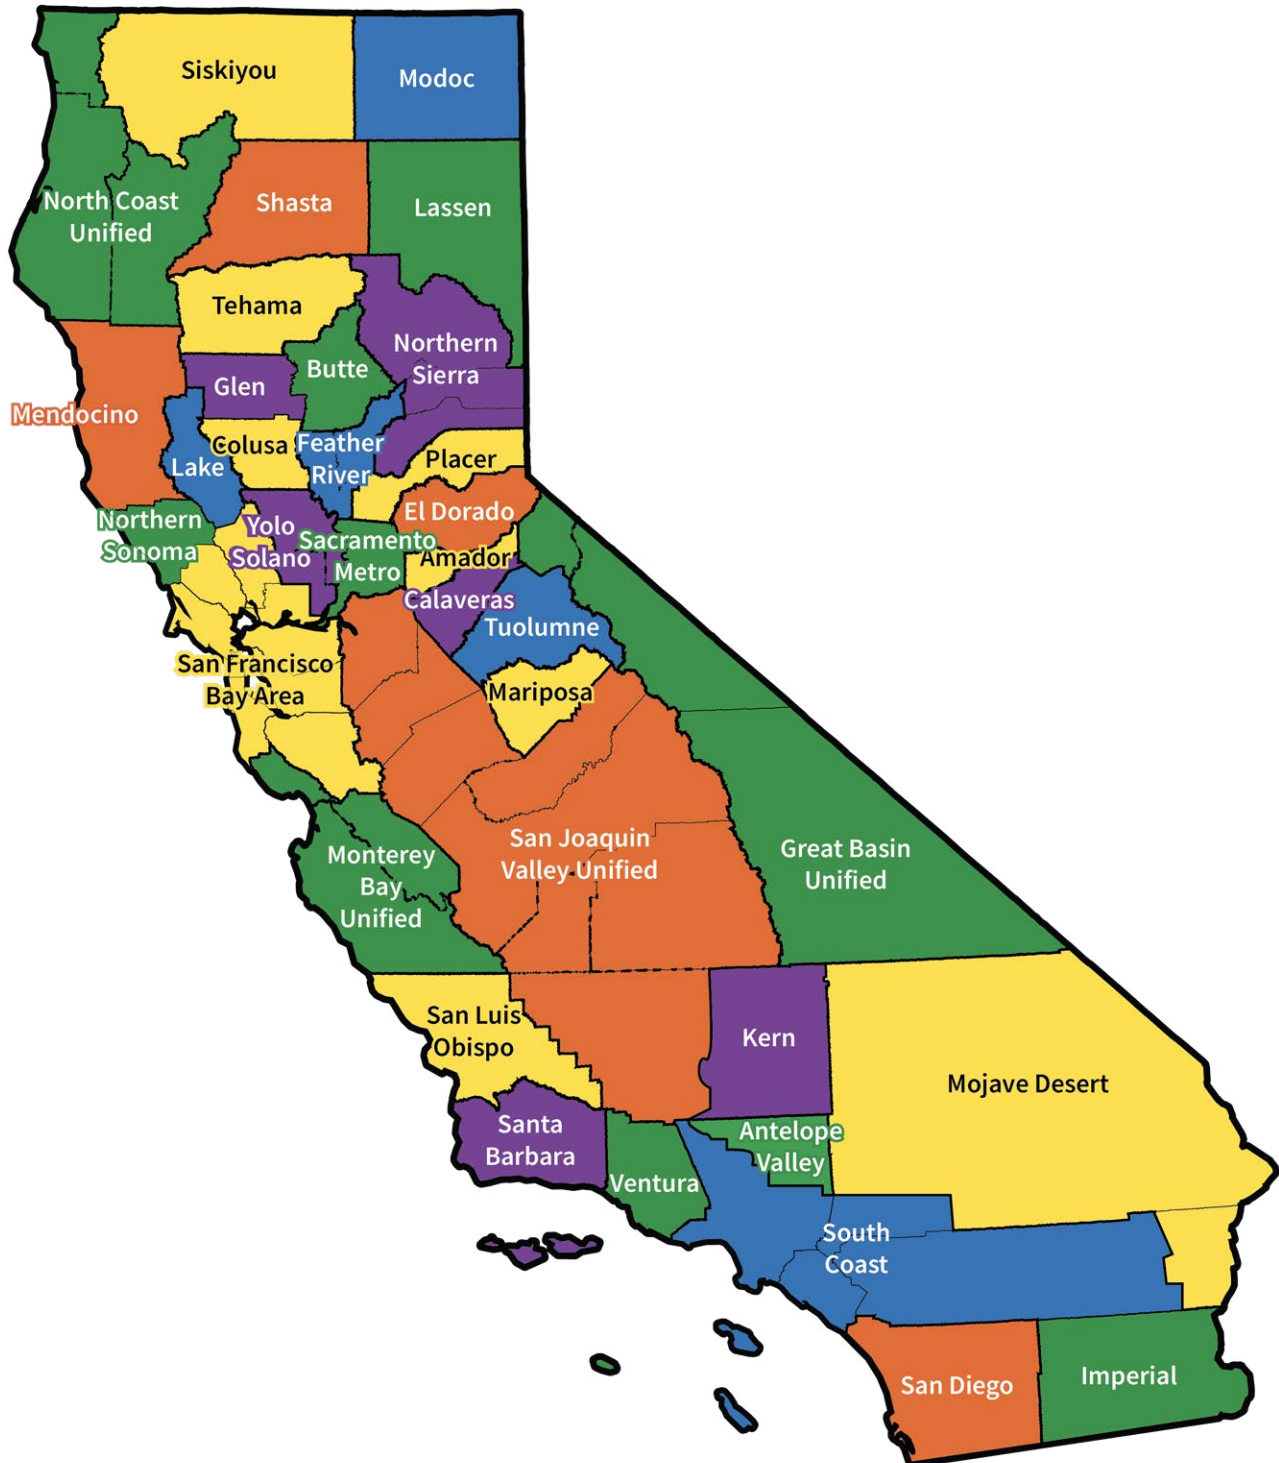 Siskiyou
Modoc
North Coast
Unified
Shasta
Lassen
Tehama
Northern
Sierra
Butte
Glen
Mendocino
Colusa
Feather
River
Lake
Placer
El Dorado
Northern
Sonoma
Yolo
Solano
Sacramento
Metro
Amador
Calaveras
Tuolumne
San Francisco
Bay Area
Mariposa
San Joaquin
Valley Unified
Great Basin
Unified
Monterey
Bay
Unified
San Luis
Obispo
Kern
Mojave Desert
Santa
Barbara
Antelope
Valley
Ventura
South
Coast
San Diego
Imperial